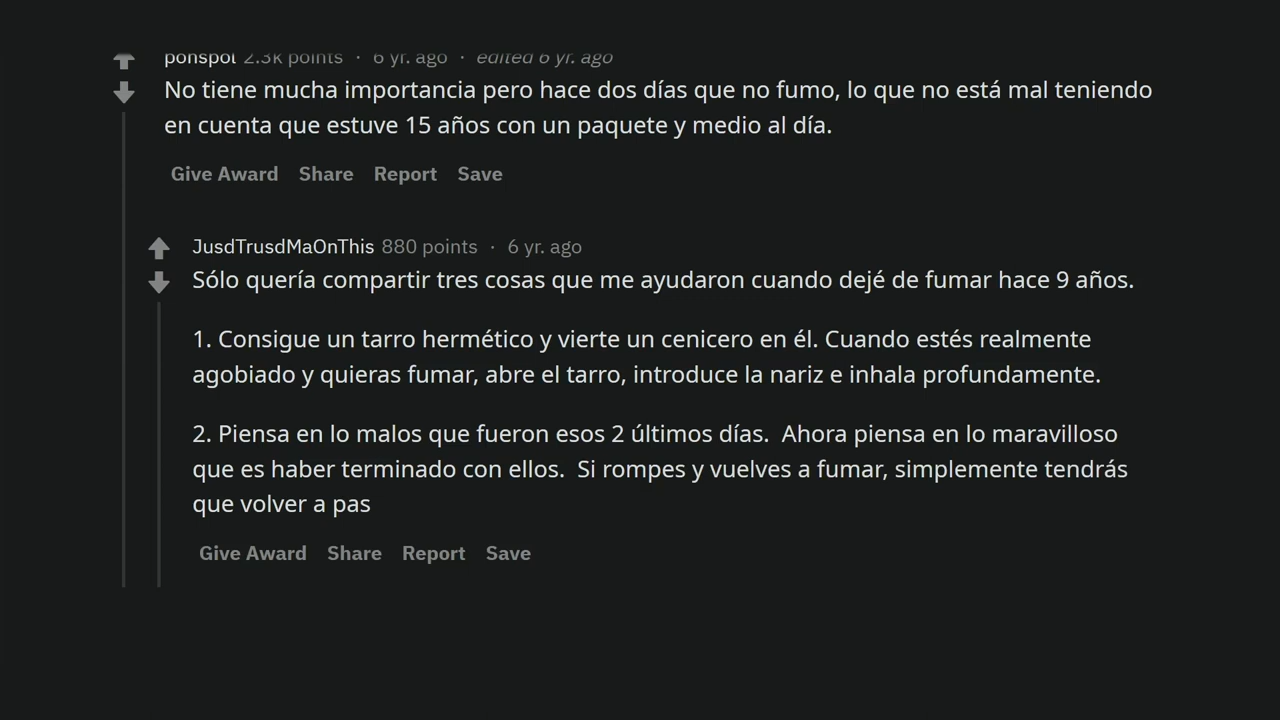 ponspol 2.3k points · 6 yr. ago · edited 6 yr. ago
No tiene mucha importancia pero hace dos días que no fumo, lo que no está mal teniendo
en cuenta que estuve 15 años con un paquete y medio al día.
Give Award Share Report Save
JusdTrusdMaOnThis 880 points · 6 yr. ago
Sólo quería compartir tres cosas que me ayudaron cuando dejé de fumar hace 9 años.
1. Consigue un tarro hermético y vierte un cenicero en él. Cuando estés realmente
agobiado y quieras fumar, abre el tarro, introduce la nariz e inhala profundamente.
2. Piensa en lo malos que fueron esos 2 últimos días.  Ahora piensa en lo maravilloso
que es haber terminado con ellos.  Si rompes y vuelves a fumar, simplemente tendrás
que volver a pas
Give Award Share Report Save